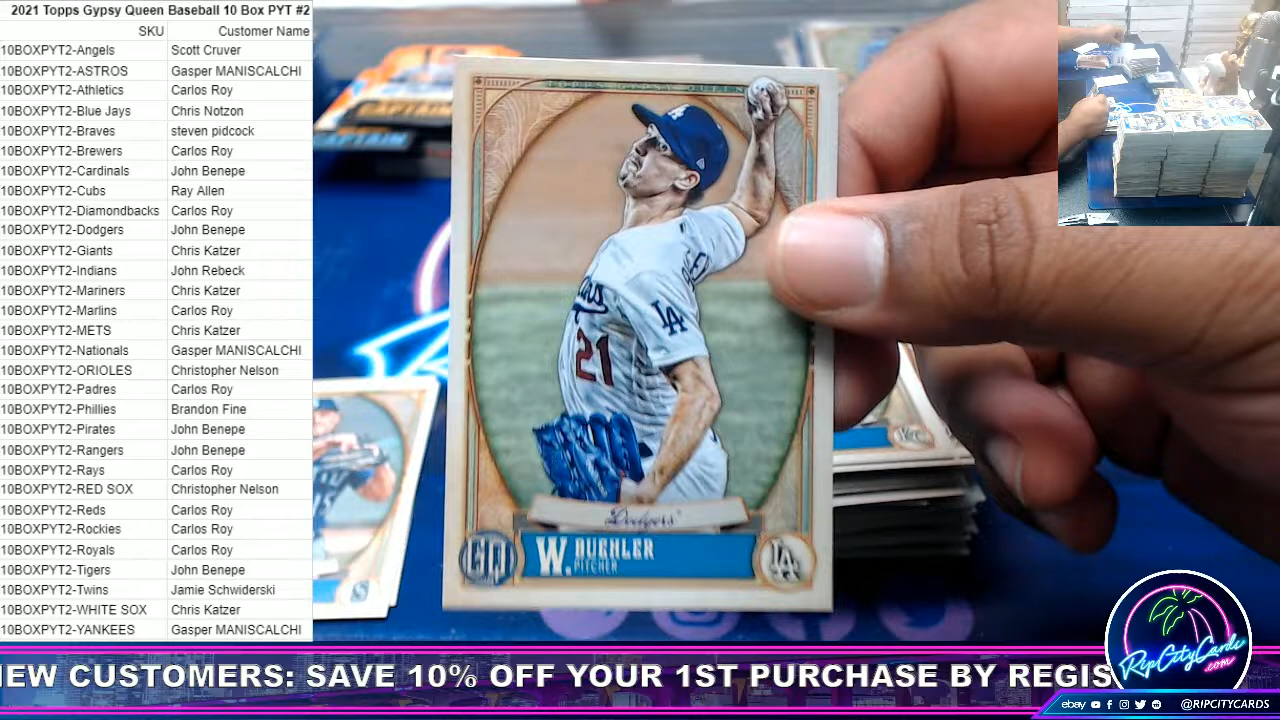 2021 Topps Gypsy Queen Baseball 10 Box PYT #2
SKU Customer Name
10BOXPYT2-Angels Scott Cruver
10BOXPYT2-ASTROS Gasper MANISCALCHI
10BOXPYT2-Athletics Carlos Roy
10BOXPYT2-Blue Jays Chris Notzon
10BOXPYT2-Braves steven pidcock
10BOXPYT2-Brewers Carlos Roy
10BOXPYT2-Cardinals John Benepe
10BOXPYT2-Cubs Ray Allen
10BOXPYT2-Diamondbacks Carlos Roy
10BOXPYT2-Dodgers John Benepe
10BOXPYT2-Giants Chris Katzer
10BOXPYT2-Indians John Rebeck
10BOXPYT2-Mariners Chris Katzer
10BOXPYT2-Marlins Carlos Roy
10BOXPYT2-METS Chris Katzer
10BOXPYT2-Nationals Gasper MANISCALCHI
10BOXPYT2-ORIOLES Christopher Nelson
10BOXPYT2-Padres Carlos Roy
10BOXPYT2-Phillies Brandon Fine
10BOXPYT2-Pirates John Benepe
10BOXPYT2-Rangers John Benepe
10BOXPYT2-Rays Carlos Roy
10BOXPYT2-RED SOX Christopher Nelson
10BOXPYT2-Reds Carlos Roy
10BOXPYT2-Rockies Carlos Roy
10BOXPYT2-Royals Carlos Roy
10BOXPYT2-Tigers John Benepe
10BOXPYT2-Twins Jamie Schwiderski
10BOXPYT2-WHITE SOX Chris Katzer
10BOXPYT2-YANKEES Gasper MANISCALCHI
CAPTAIN
TOPPS GYPSY QUEEN
LA
21
Dodgers
GQ
W. BUEHLER
PITCHER
LA
EW CUSTOMERS: SAVE 10% OFF YOUR 1ST PURCHASE BY REGIS
RipCityCards
.com
ebay @RIPCITYCARDS